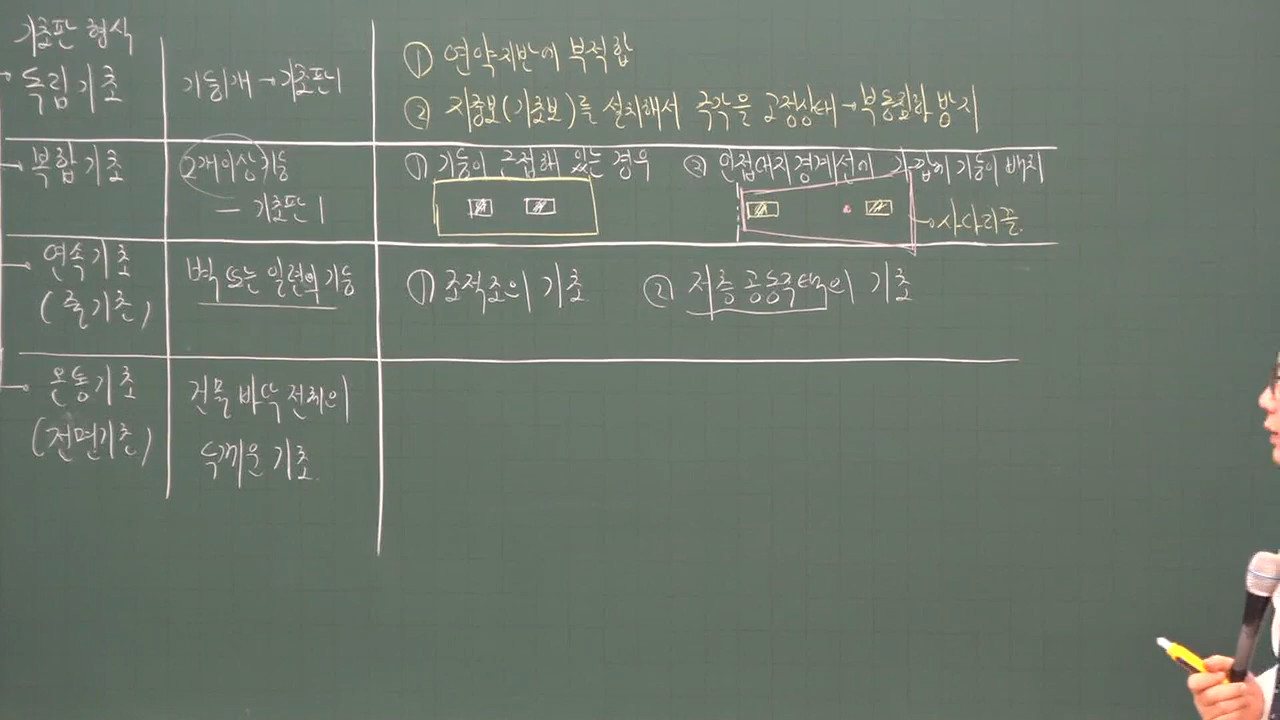 기초판 형식
독립기초
기둥1개 → 기초판1
① 연약지반에 부적합
② 지중보(기초보)를 설치해서 주각을 고정상태 → 부동침하 방지
복합기초
2개이상 기둥
— 기초판 1
① 기둥이 근접해 있는 경우
② 인접대지경계선에 가깝게 기둥이 배치
→ 사다리꼴
연속기초
(줄기초)
벽 또는 일련의 기둥
① 조적조의 기초
② 저층 공동주택의 기초
온통기초
(전면기초)
건물 바닥 전체의
두꺼운 기초